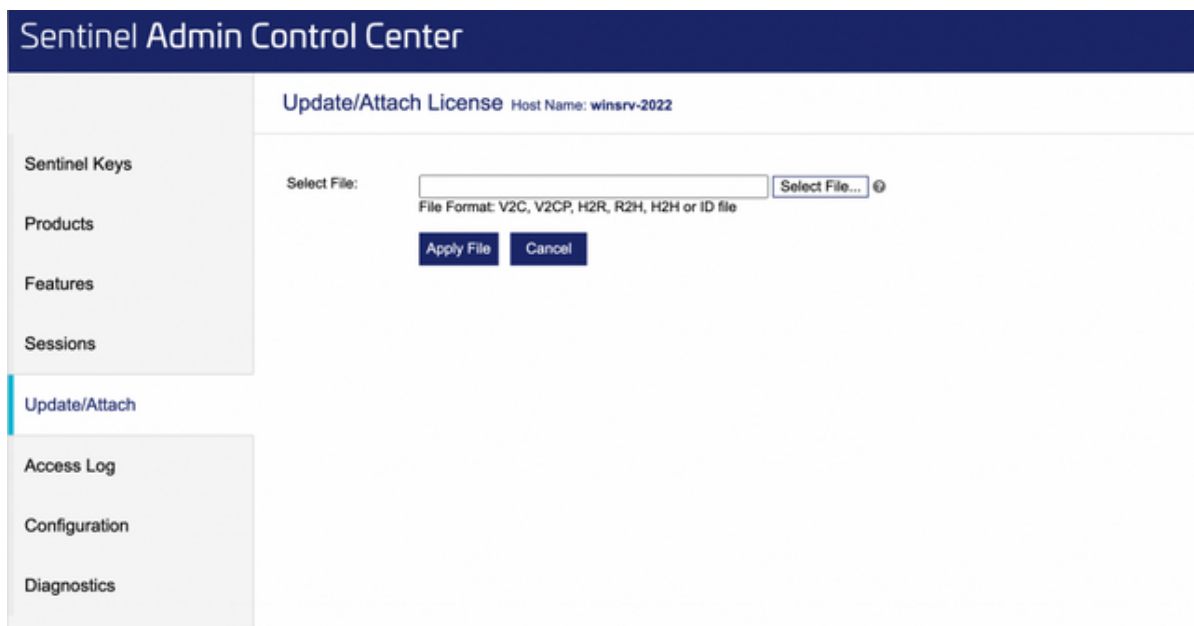 Sentinel Admin Control Center
Update/Attach License Host Name: winsrv-2022
Sentinel Keys
Products
Features
Sessions
Update/Attach
Access Log
Configuration
Diagnostics
Select File:
Select File...
File Format: V2C, V2CP, H2R, R2H, H2H or ID file
Apply File Cancel